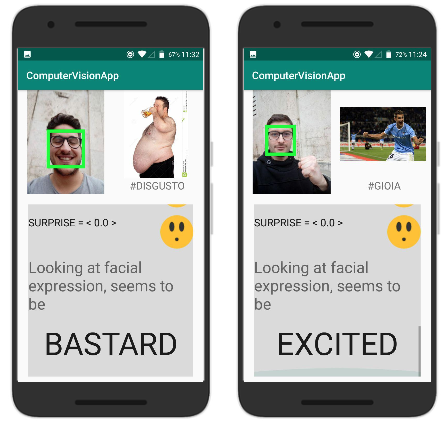 67% 11:32
ComputerVisionApp
#DISGUSTO
SURPRISE = < 0.0 >
Looking at facial
expression, seems to
be
BASTARD
72% 11:24
ComputerVisionApp
#GIOIA
SURPRISE = < 0.0 >
Looking at facial
expression, seems to
be
EXCITED